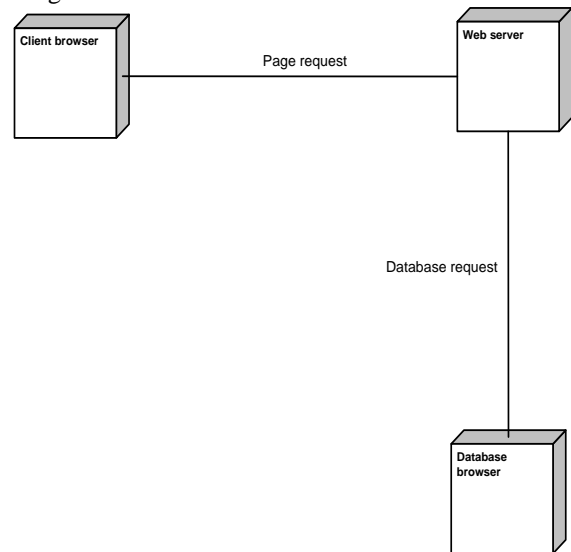 Client browser
Web server
Page request
Database request
Database
browser